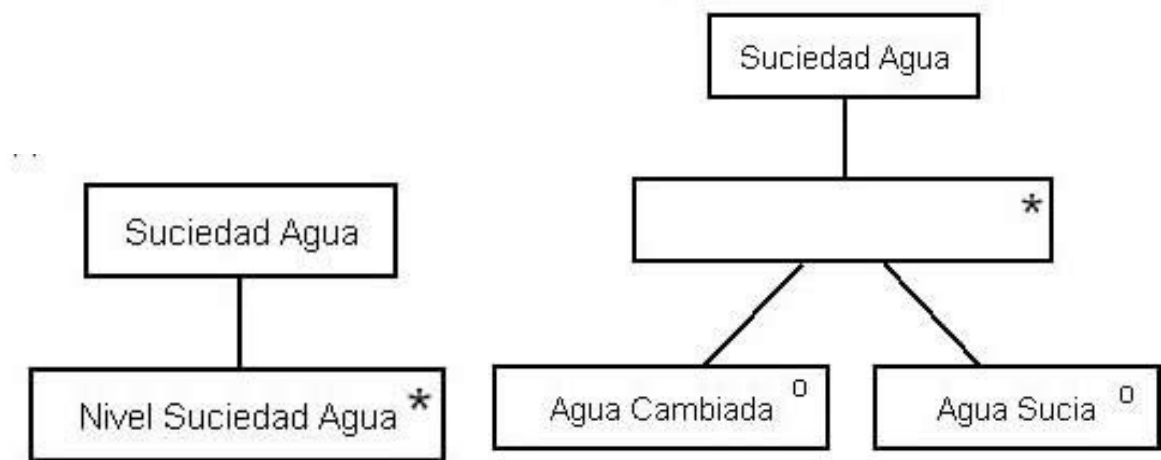 Suciedad Agua
Nivel Suciedad Agua *
Suciedad Agua
*
Agua Cambiada o
Agua Sucia o